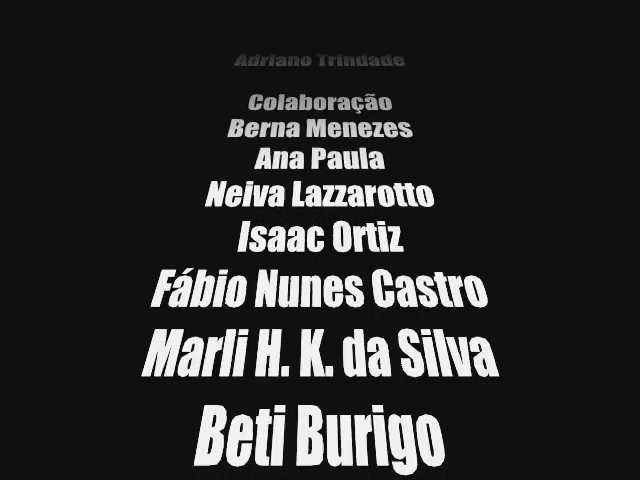 Adriano Trindade
Colaboração
Berna Menezes
Ana Paula
Neiva Lazzarotto
Isaac Ortiz
Fábio Nunes Castro
Marli H. K. da Silva
Beti Burigo